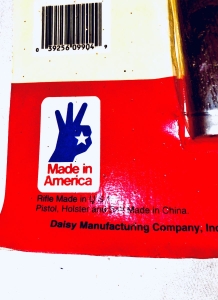 0 39256 09904 9
Made in
America
Rifle Made in U.S.
Pistol, Holster and Made in China.
Daisy Manufacturing Company, Inc